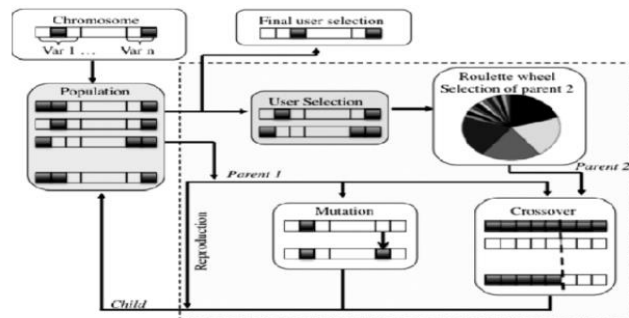 Chromosome
Var 1 ... Var n
Final user selection
Population
User Selection
Roulette wheel
Selection of parent 2
Parent 1
Parent 2
Reproduction
Mutation
Crossover
Child